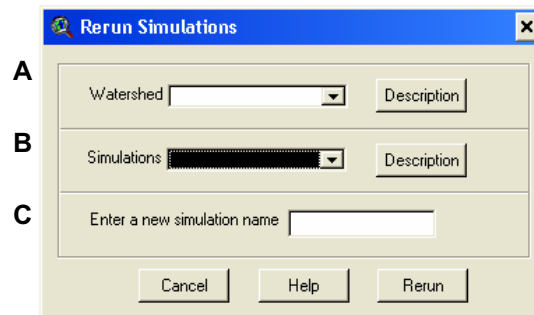 Rerun Simulations
A
Watershed Description
B
Simulations Description
C
Enter a new simulation name
Cancel Help Rerun